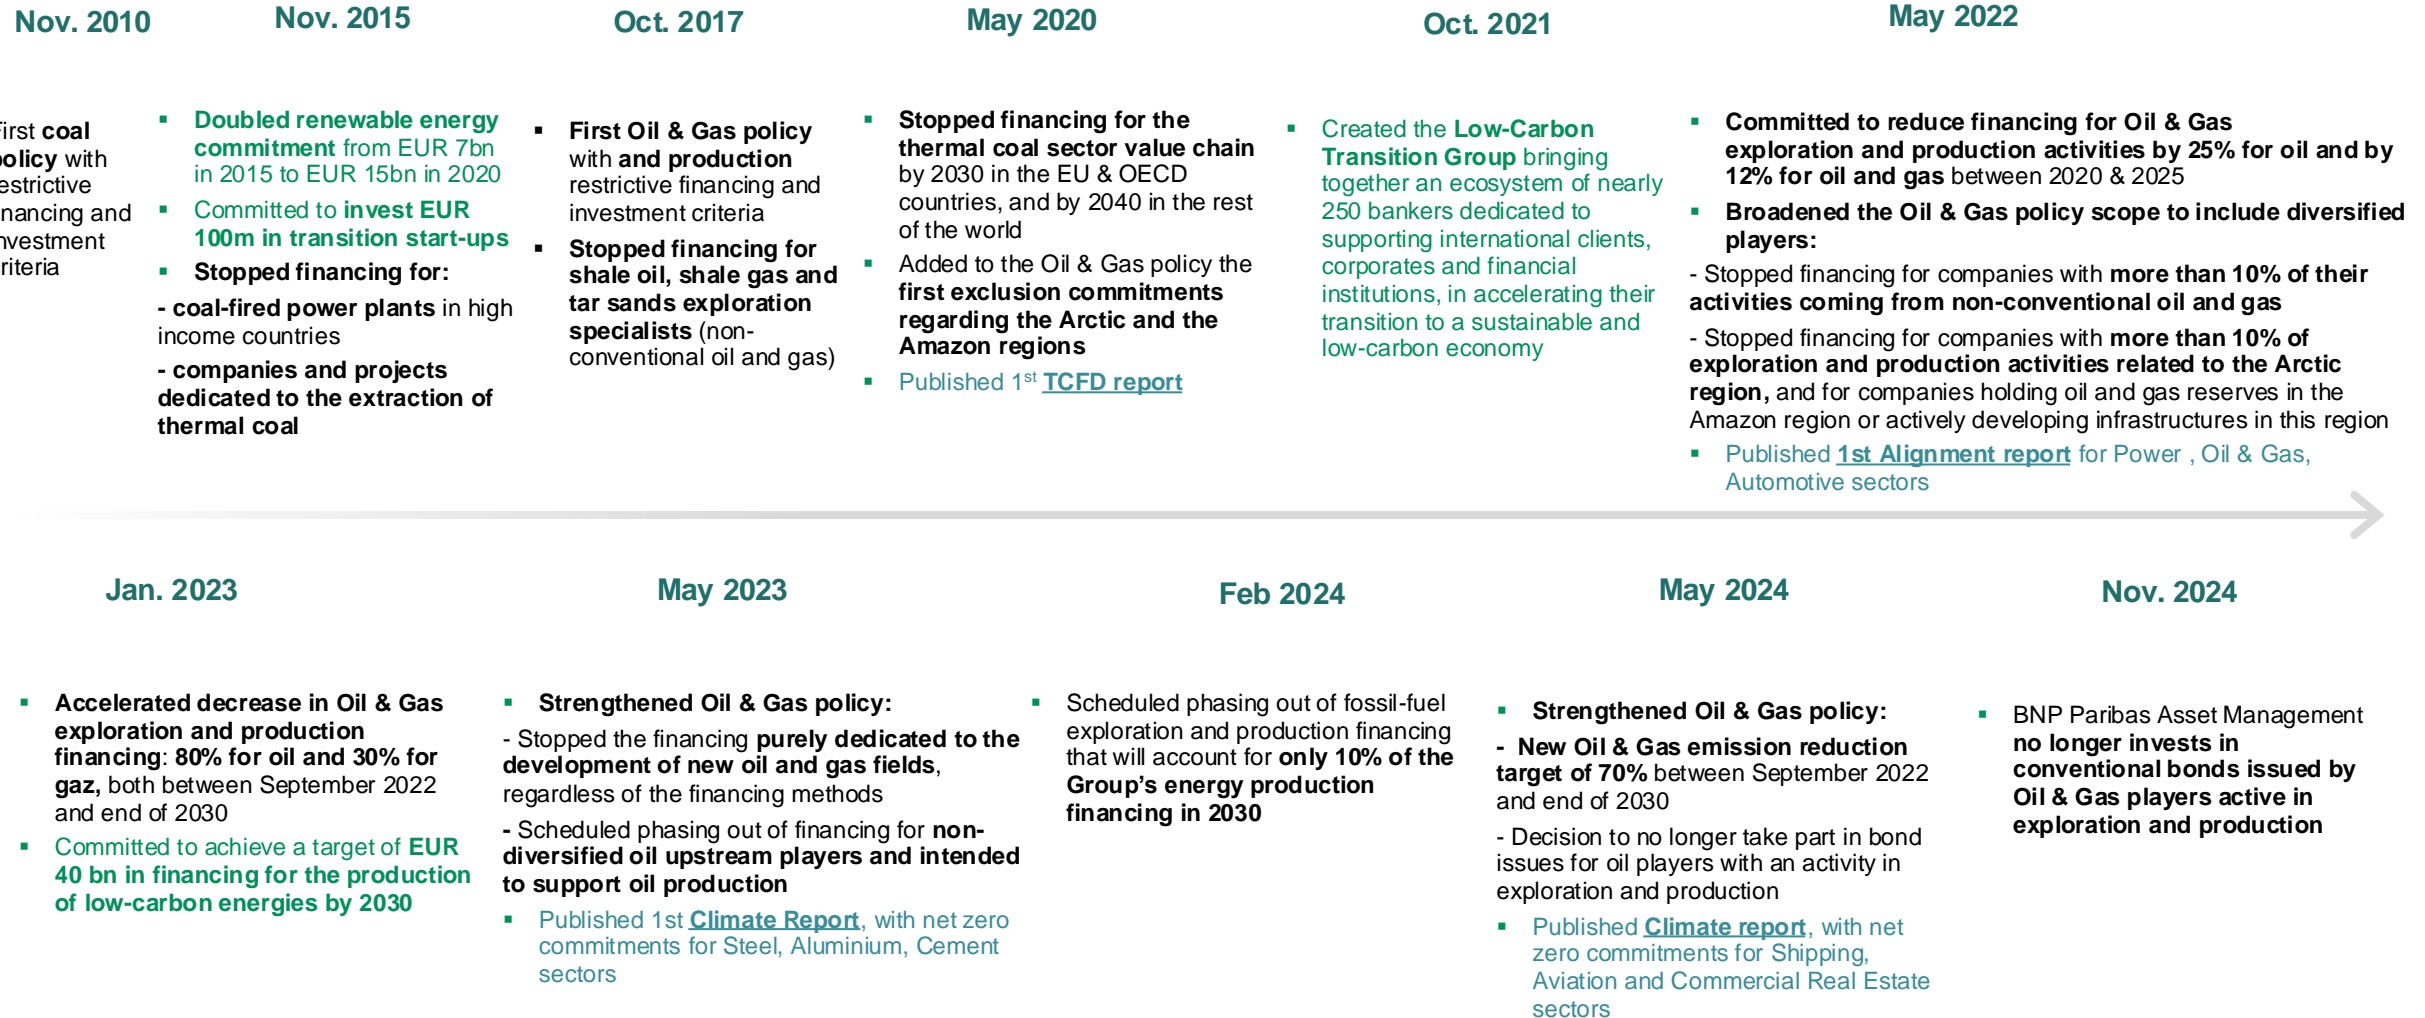 Nov. 2010
irst coal
olicy with
estrictive
nancing and
nvestment
riteria
Nov. 2015
▪ Doubled renewable energy
commitment from EUR 7bn
in 2015 to EUR 15bn in 2020
▪ Committed to invest EUR
100m in transition start-ups
▪ Stopped financing for:
- coal-fired power plants in high
income countries
- companies and projects
dedicated to the extraction of
thermal coal
Oct. 2017
▪ First Oil & Gas policy
with and production
restrictive financing and
investment criteria
▪ Stopped financing for
shale oil, shale gas and
tar sands exploration
specialists (non-
conventional oil and gas)
May 2020
▪ Stopped financing for the
thermal coal sector value chain
by 2030 in the EU & OECD
countries, and by 2040 in the rest
of the world
▪ Added to the Oil & Gas policy the
first exclusion commitments
regarding the Arctic and the
Amazon regions
▪ Published 1st TCFD report
Oct. 2021
▪ Created the Low-Carbon
Transition Group bringing
together an ecosystem of nearly
250 bankers dedicated to
supporting international clients,
corporates and financial
institutions, in accelerating their
transition to a sustainable and
low-carbon economy
May 2022
▪ Committed to reduce financing for Oil & Gas
exploration and production activities by 25% for oil and by
12% for oil and gas between 2020 & 2025
▪ Broadened the Oil & Gas policy scope to include diversified
players:
- Stopped financing for companies with more than 10% of their
activities coming from non-conventional oil and gas
- Stopped financing for companies with more than 10% of
exploration and production activities related to the Arctic
region, and for companies holding oil and gas reserves in the
Amazon region or actively developing infrastructures in this region
▪ Published 1st Alignment report for Power , Oil & Gas,
Automotive sectors
Jan. 2023
▪ Accelerated decrease in Oil & Gas
exploration and production
financing: 80% for oil and 30% for
gaz, both between September 2022
and end of 2030
▪ Committed to achieve a target of EUR
40 bn in financing for the production
of low-carbon energies by 2030
May 2023
▪ Strengthened Oil & Gas policy:
- Stopped the financing purely dedicated to the
development of new oil and gas fields,
regardless of the financing methods
- Scheduled phasing out of financing for non-
diversified oil upstream players and intended
to support oil production
▪ Published 1st Climate Report, with net zero
commitments for Steel, Aluminium, Cement
sectors
Feb 2024
▪ Scheduled phasing out of fossil-fuel
exploration and production financing
that will account for only 10% of the
Group’s energy production
financing in 2030
May 2024
▪ Strengthened Oil & Gas policy:
- New Oil & Gas emission reduction
target of 70% between September 2022
and end of 2030
- Decision to no longer take part in bond
issues for oil players with an activity in
exploration and production
▪ Published Climate report, with net
zero commitments for Shipping,
Aviation and Commercial Real Estate
sectors
Nov. 2024
▪ BNP Paribas Asset Management
no longer invests in
conventional bonds issued by
Oil & Gas players active in
exploration and production